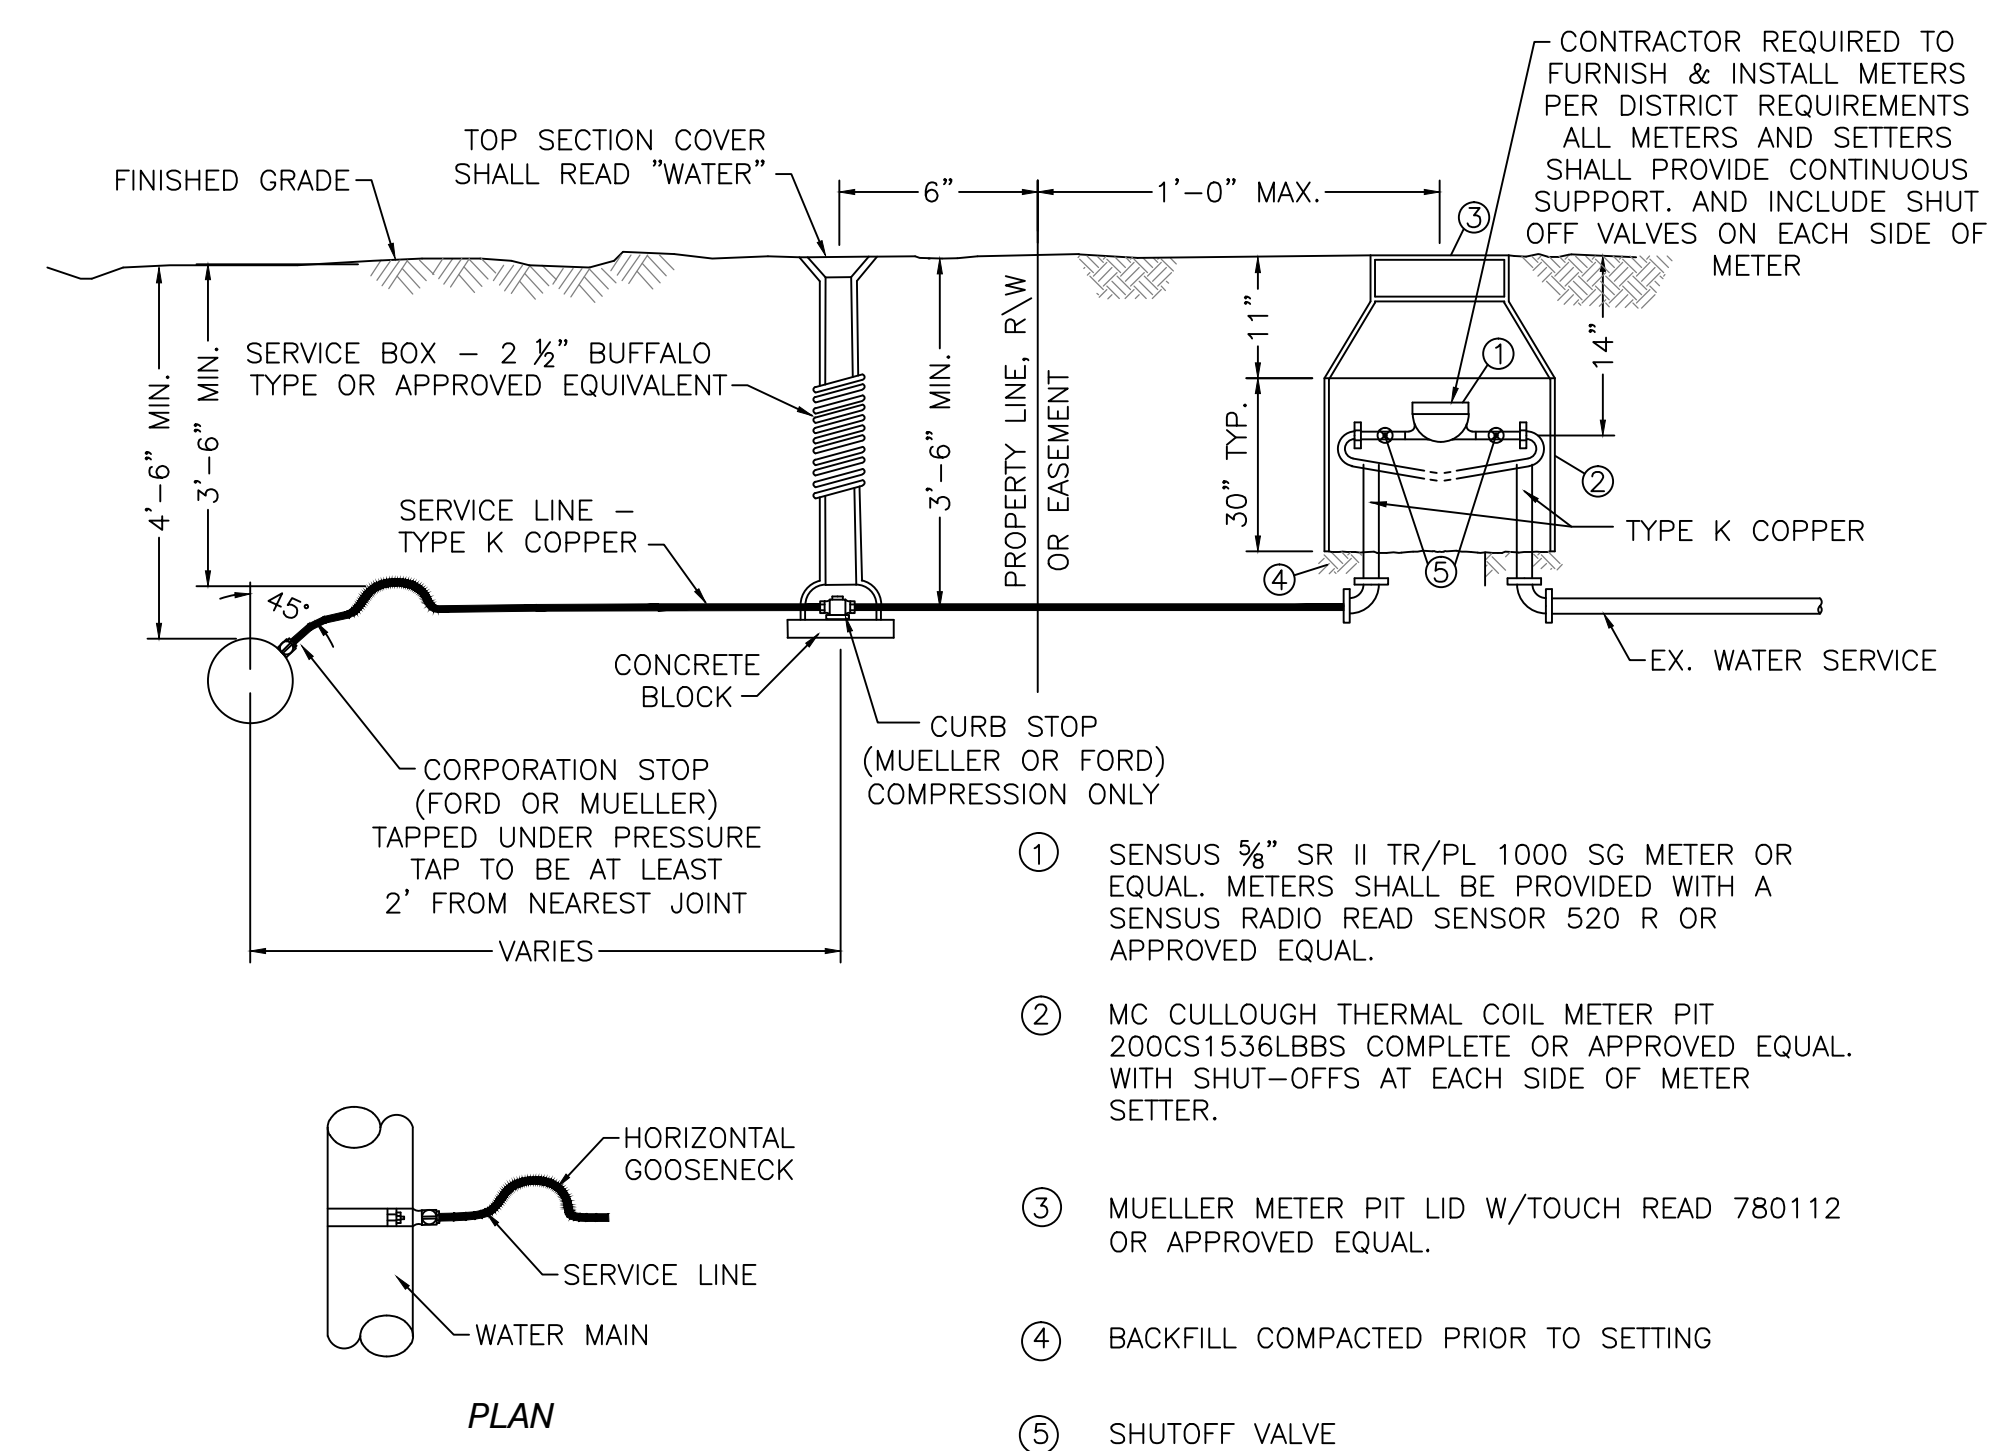 CONTRACTOR REQUIRED TO
FURNISH & INSTALL METERS
PER DISTRICT REQUIREMENTS
ALL METERS AND SETTERS
SHALL PROVIDE CONTINUOUS
SUPPORT. AND INCLUDE SHUT
OFF VALVES ON EACH SIDE OF
METER
TOP SECTION COVER
SHALL READ "WATER"
FINISHED GRADE
6"
1'-0" MAX.
3
4'-6" MIN.
3'-6" MIN.
SERVICE BOX - 2 ½" BUFFALO
TYPE OR APPROVED EQUIVALENT
3'-6" MIN.
PROPERTY LINE, R\W
OR EASEMENT
11"
30" TYP.
14"
1
2
SERVICE LINE -
TYPE K COPPER
TYPE K COPPER
4
5
45°
CONCRETE
BLOCK
EX. WATER SERVICE
CURB STOP
(MUELLER OR FORD)
COMPRESSION ONLY
CORPORATION STOP
(FORD OR MUELLER)
TAPPED UNDER PRESSURE
TAP TO BE AT LEAST
2' FROM NEAREST JOINT
VARIES
1 SENSUS ⅝" SR II TR/PL 1000 SG METER OR
EQUAL. METERS SHALL BE PROVIDED WITH A
SENSUS RADIO READ SENSOR 520 R OR
APPROVED EQUAL.
2 MC CULLOUGH THERMAL COIL METER PIT
200CS1536LBBS COMPLETE OR APPROVED EQUAL.
WITH SHUT-OFFS AT EACH SIDE OF METER
SETTER.
3 MUELLER METER PIT LID W/TOUCH READ 780112
OR APPROVED EQUAL.
4 BACKFILL COMPACTED PRIOR TO SETTING
5 SHUTOFF VALVE
HORIZONTAL
GOOSENECK
SERVICE LINE
WATER MAIN
PLAN